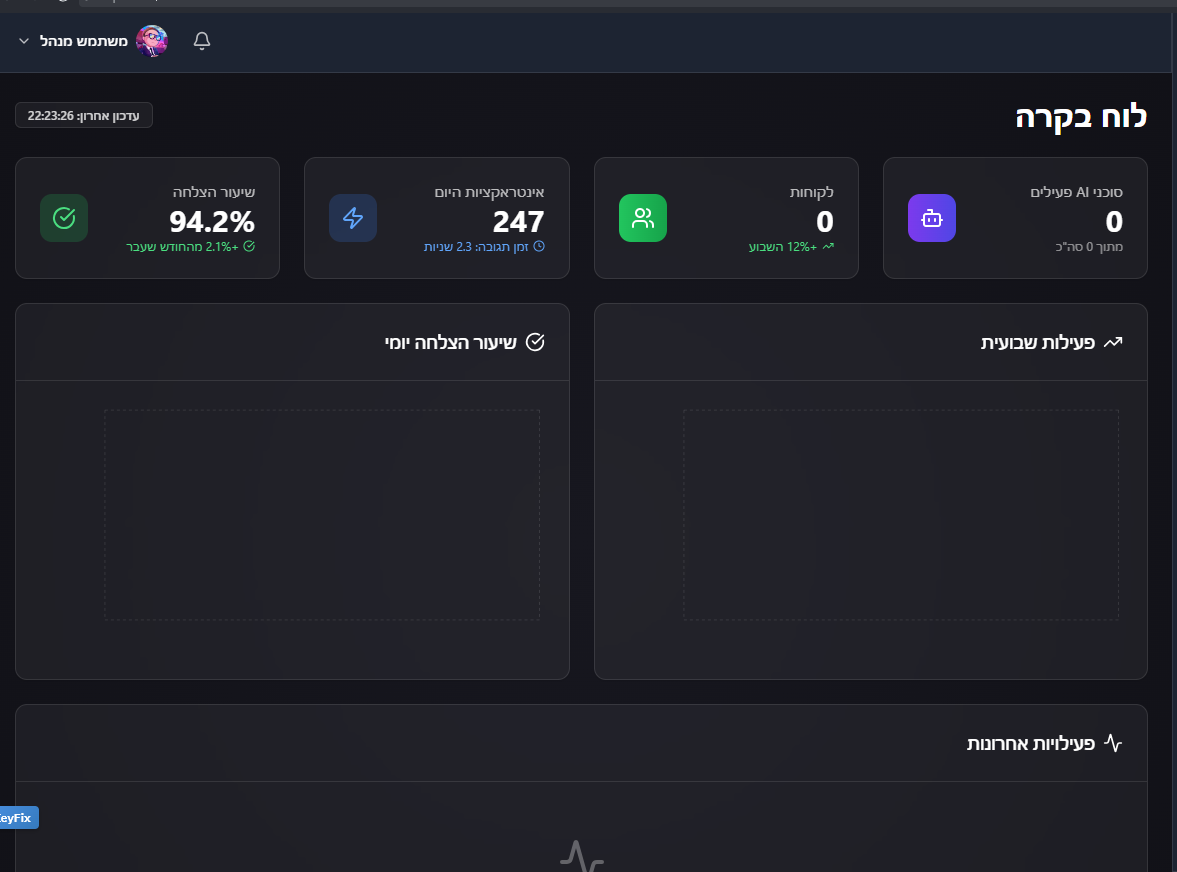 משתמש מנהל
לוח בקרה
עדכון אחרון: 22:23:26
סוכני AI פעילים
0
מתוך 0 סה"כ
לקוחות
0
+12% השבוע
אינטראקציות היום
247
זמן תגובה: 2.3 שניות
שיעור הצלחה
94.2%
+2.1% מהחודש שעבר
פעילות שבועית
שיעור הצלחה יומי
פעילויות אחרונות
eyFix